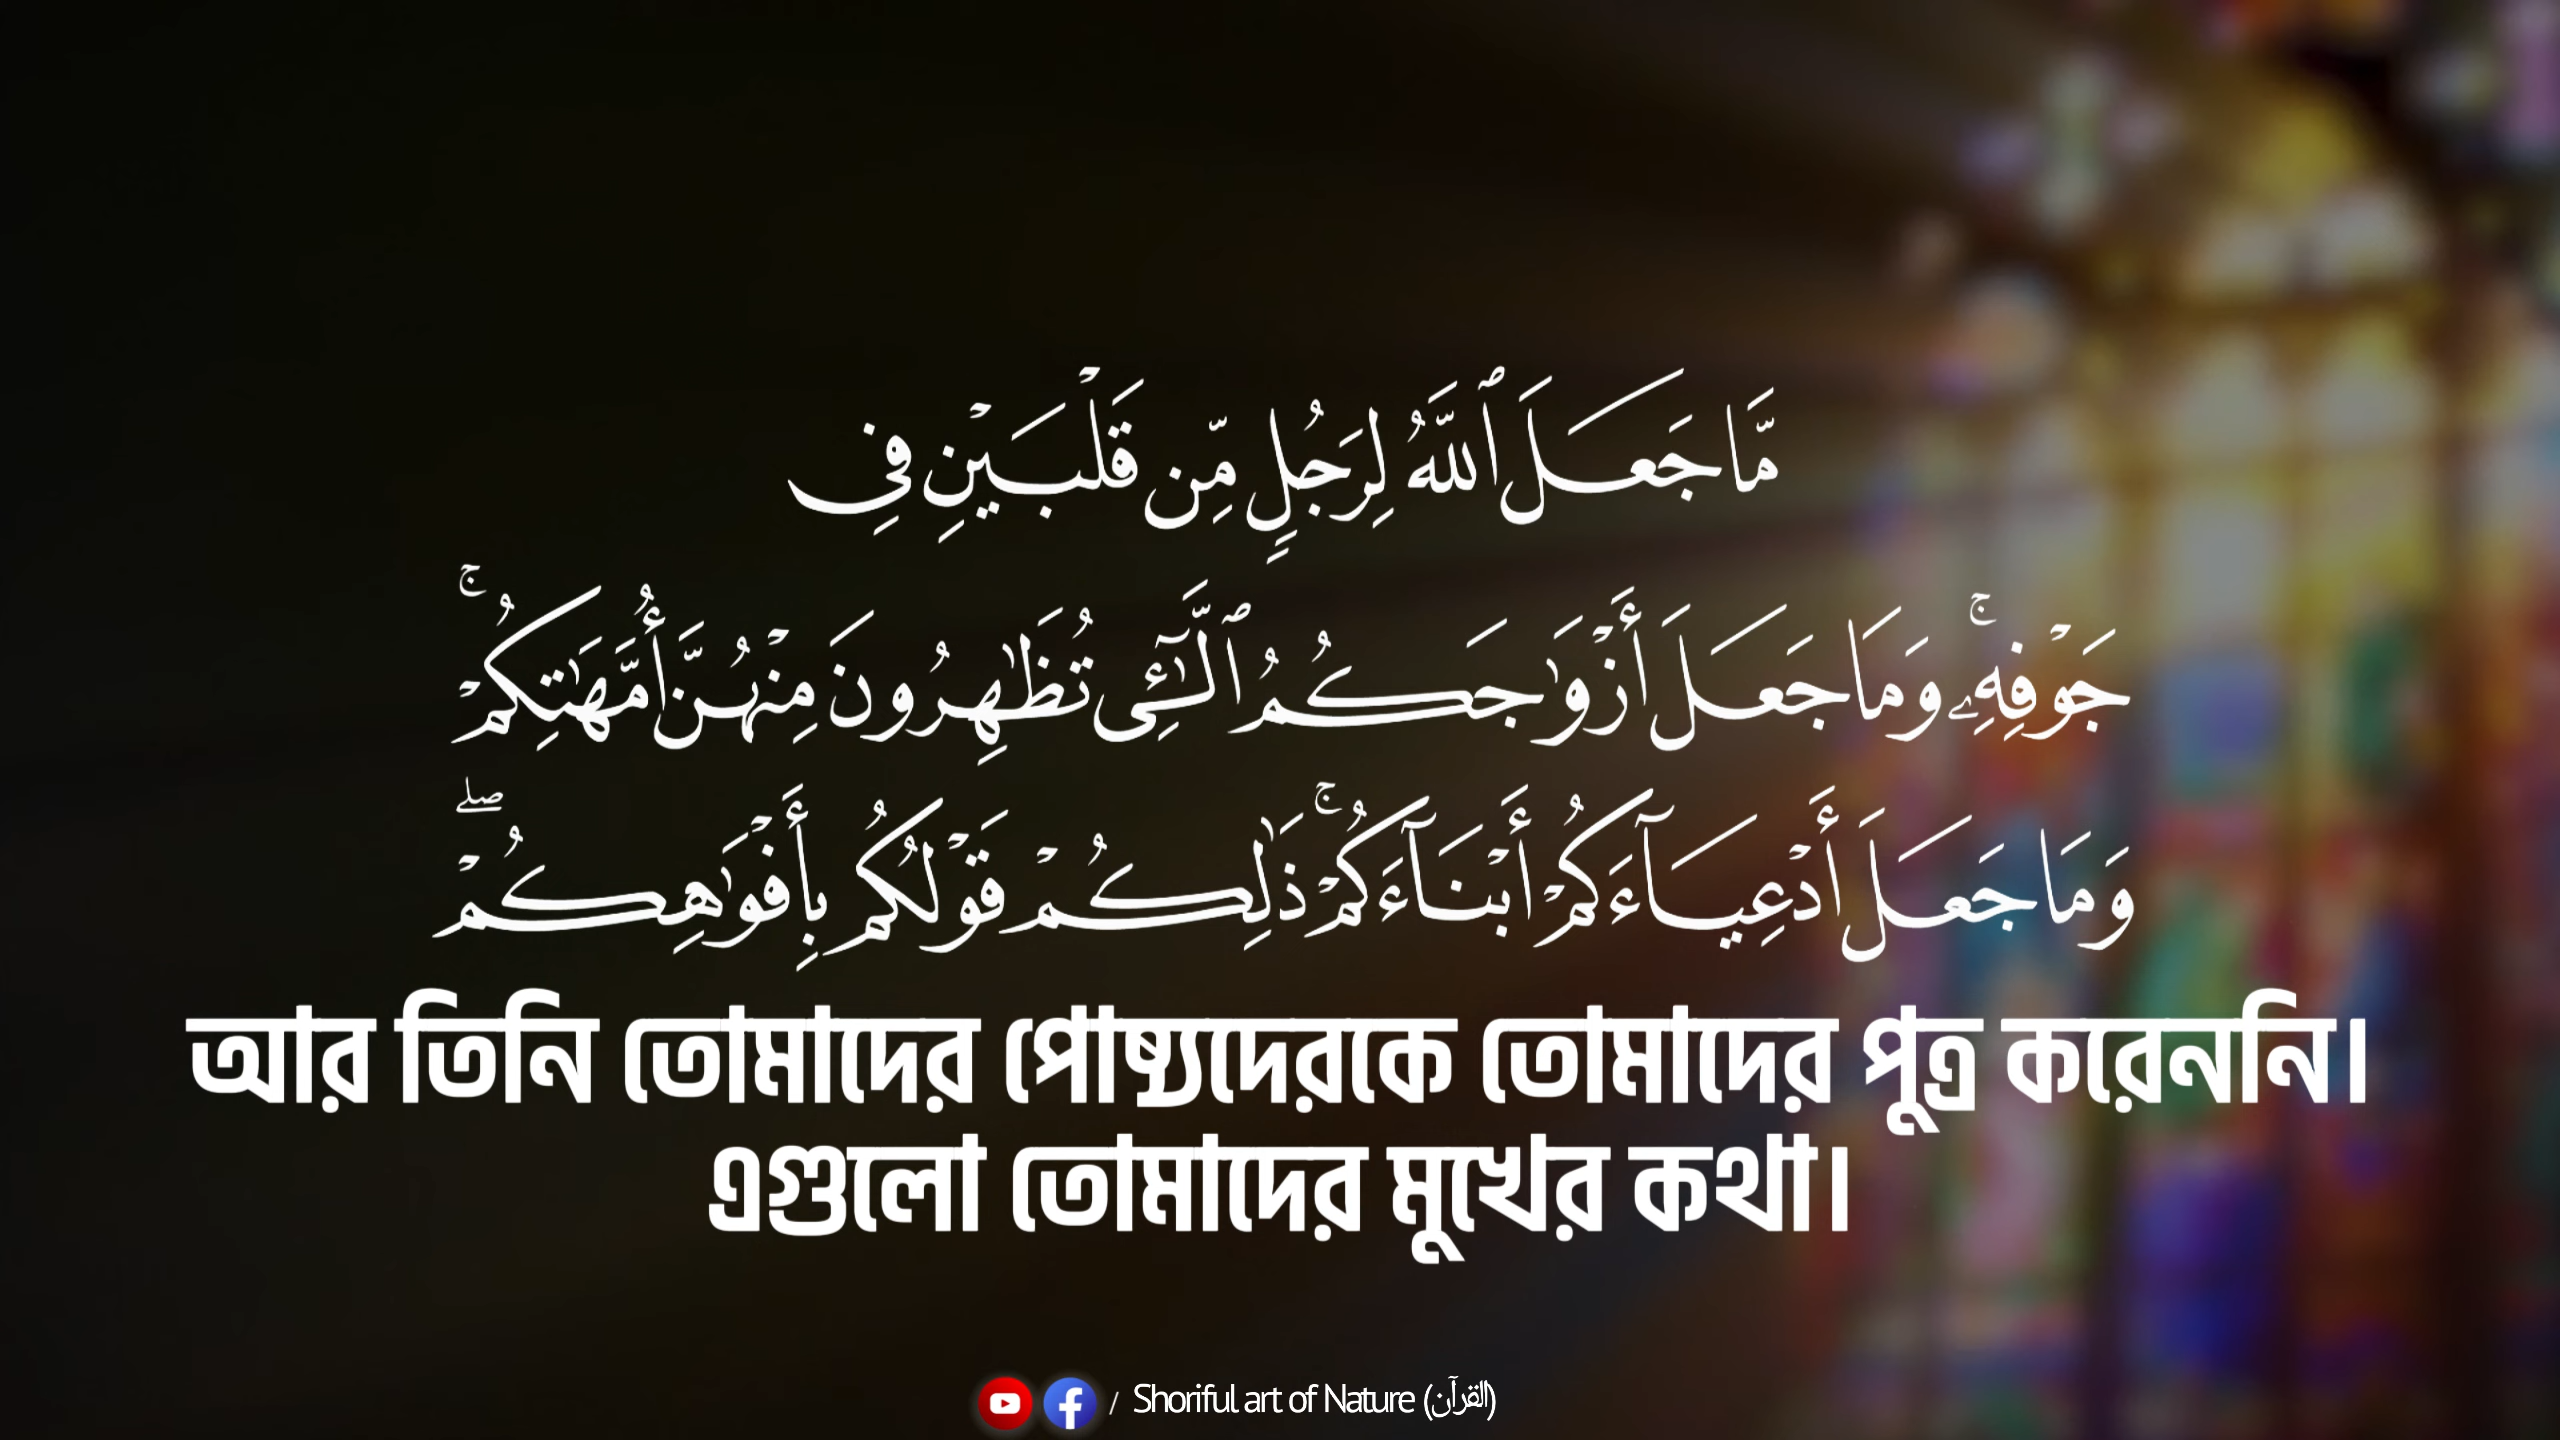 مَّا جَعَلَ ٱللَّهُ لِرَجُلٍ مِّن قَلْبَيْنِ فِى
جَوْفِهِۦ ۚ وَمَا جَعَلَ أَزْوَٰجَكُمُ ٱلَّـٰٓـِٔى تُظَـٰهِرُونَ مِنْهُنَّ أُمَّهَـٰتِكُمْ ۚ
وَمَا جَعَلَ أَدْعِيَآءَكُمْ أَبْنَآءَكُمْ ۚ ذَٰلِكُمْ قَوْلُكُم بِأَفْوَٰهِكُمْ ۖ
আর তিনি তোমাদের পোষ্যদেরকে তোমাদের পুত্র করেননি।
এগুলো তোমাদের মুখের কথা।
/ Shoriful art of Nature (القرآن)